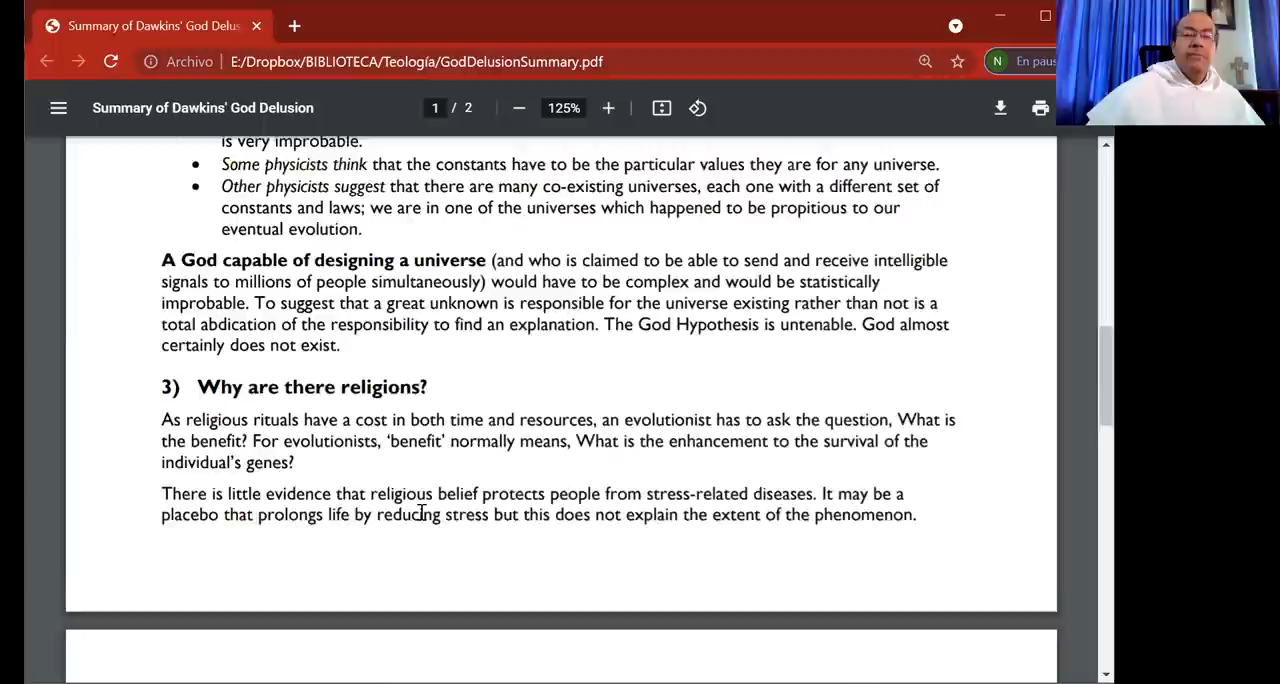 Summary of Dawkins' God Delus
Archivo | E:/Dropbox/BIBLIOTECA/Teología/GodDelusionSummary.pdf
N En paus
Summary of Dawkins' God Delusion
1 / 2
125%
is very improbable.
• Some physicists think that the constants have to be the particular values they are for any universe.
• Other physicists suggest that there are many co-existing universes, each one with a different set of
constants and laws; we are in one of the universes which happened to be propitious to our
eventual evolution.
A God capable of designing a universe (and who is claimed to be able to send and receive intelligible
signals to millions of people simultaneously) would have to be complex and would be statistically
improbable. To suggest that a great unknown is responsible for the universe existing rather than not is a
total abdication of the responsibility to find an explanation. The God Hypothesis is untenable. God almost
certainly does not exist.
3) Why are there religions?
As religious rituals have a cost in both time and resources, an evolutionist has to ask the question, What is
the benefit? For evolutionists, ‘benefit’ normally means, What is the enhancement to the survival of the
individual’s genes?
There is little evidence that religious belief protects people from stress-related diseases. It may be a
placebo that prolongs life by reducing stress but this does not explain the extent of the phenomenon.